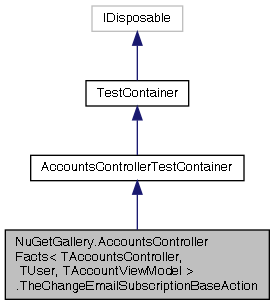 IDisposable
TestContainer
AccountsControllerTestContainer
NuGetGallery.AccountsController
Facts< TAccountsController,
TUser, TAccountViewModel >
.TheChangeEmailSubscriptionBaseAction